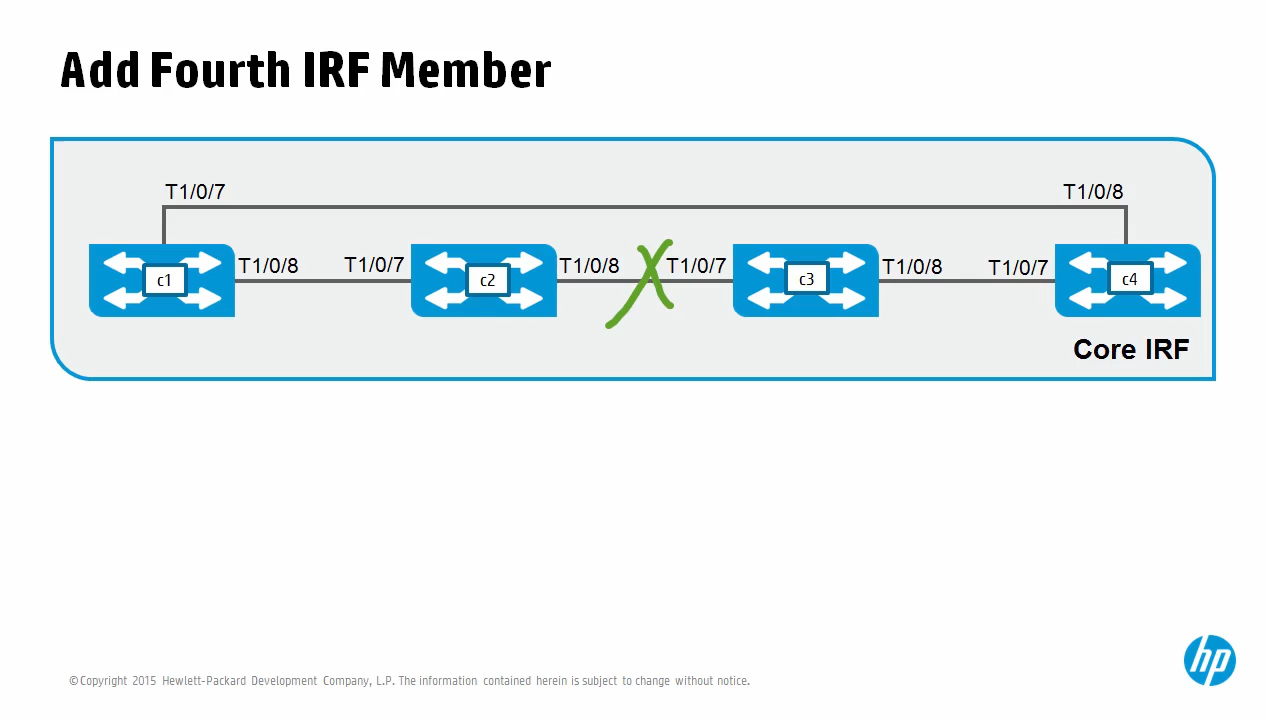 Add Fourth IRF Member
T1/0/7 T1/0/8
T1/0/8 T1/0/7 T1/0/8 T1/0/7 T1/0/8 T1/0/7
c1 c2 c3 c4
Core IRF
hp
©Copyright 2015 Hewlett-Packard Development Company, L.P. The information contained herein is subject to change without notice.